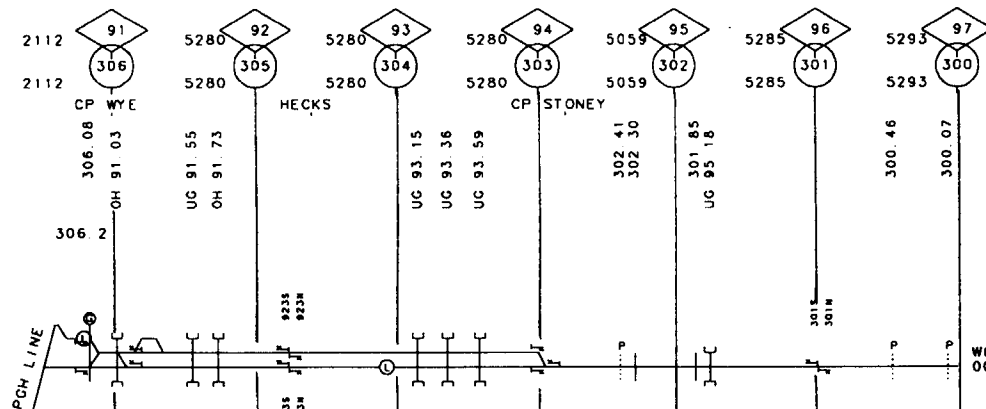 91 92 93 94 95 96 97
2112 5280 5280 5280 5059 5285 5293
306 305 304 303 302 301 300
2112 5280 5280 5280 5059 5285 5293
CP WYE HECKS CP STONEY
306.08
OH 91.03
UG 91.55
OH 91.73
UG 93.15
UG 93.36
UG 93.59
302.41
302.30
301.85
UG 95.18
300.46
300.07
306.2
923S
923N
301S
301N
G
L
L
P
P
P
PGH LINE